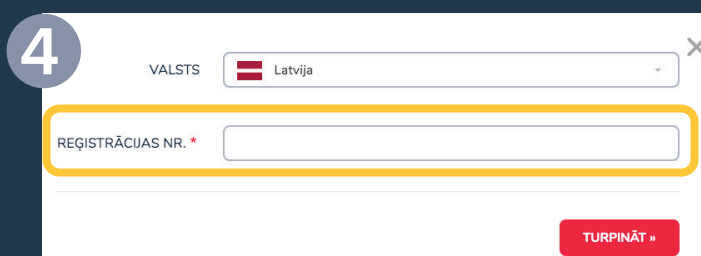 4
VALSTS
Latvija
REĢISTRĀCIJAS NR. *
TURPINĀT »